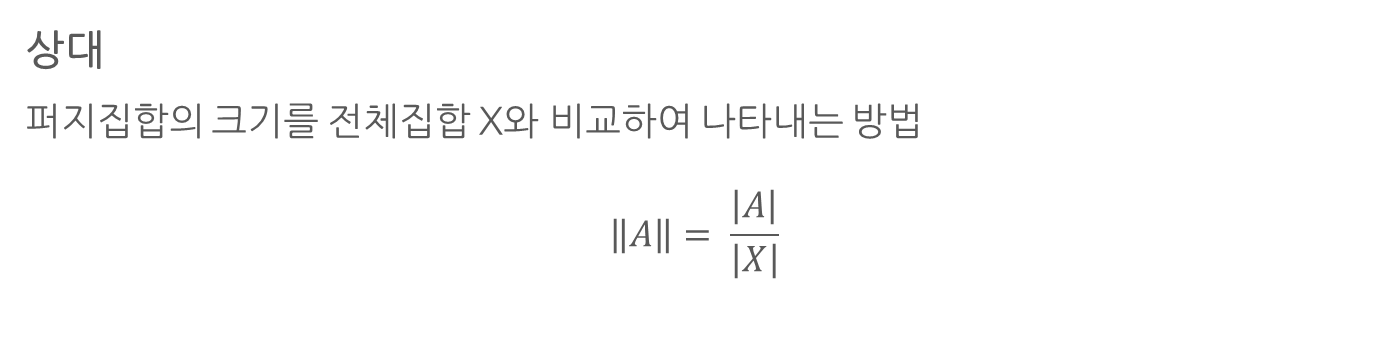 상대
퍼지집합의 크기를 전체집합 X와 비교하여 나타내는 방법
‖A‖ = |A| / |X|